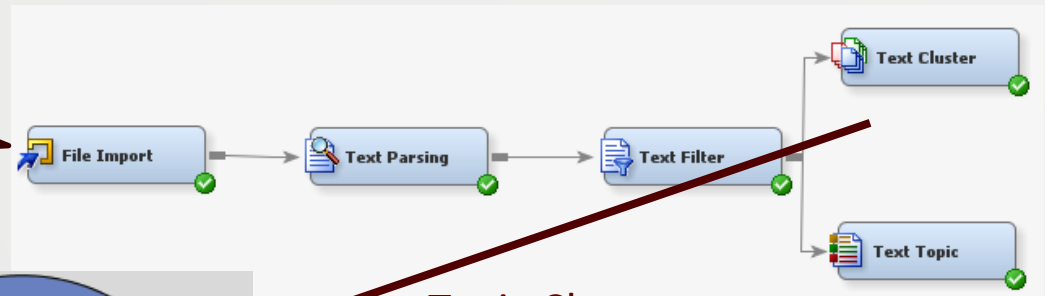 Text Cluster
File Import
Text Parsing
Text Filter
Text Topic